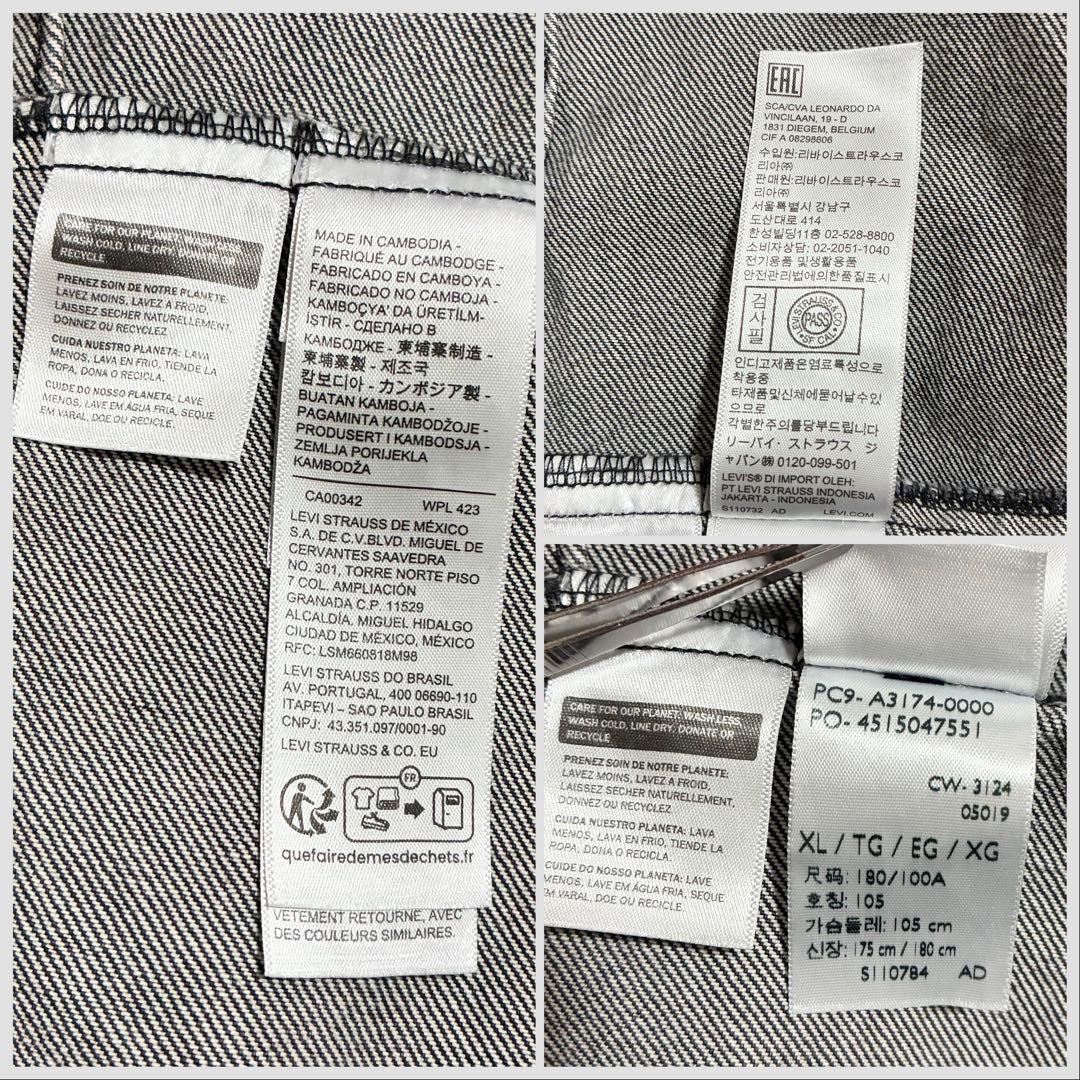 WASH COLD. LINE DRY.
RECYCLE
PRENEZ SOIN DE NOTRE PLANETE:
LAVEZ MOINS, LAVEZ A FROID,
LAISSEZ SECHER NATURELLEMENT,
DONNEZ OU RECYCLEZ
CUIDA NUESTRO PLANETA: LAVA
MENOS, LAVA EN FRIO, TIENDE LA
ROPA, DONA O RECICLA.
CUIDE DO NOSSO PLANETA: LAVE
MENOS, LAVE EM ÁGUA FRIA, SEQUE
EM VARAL, DOE OU RECICLE.
MADE IN CAMBODIA -
FABRIQUÉ AU CAMBODGE -
FABRICADO EN CAMBOYA -
FABRICADO NO CAMBOJA -
KAMBOÇYA' DA ÜRETİLM-
İSTİR - СДЕЛАНО В
КАМБОДЖЕ - 柬埔寨制造 -
柬埔寨製 - 제조국
캄보디아 - カンボジア製 -
BUATAN KAMBOJA -
PAGAMINTA KAMBODŽOJE -
PRODUSERT I KAMBODSJA -
ZEMLJA PORIJEKLA
KAMBODŽA
CA00342 WPL 423
LEVI STRAUSS DE MÉXICO
S.A. DE C.V.BLVD. MIGUEL DE
CERVANTES SAAVEDRA
NO. 301, TORRE NORTE PISO
7 COL. AMPLIACIÓN
GRANADA C.P. 11529
ALCALDÍA, MIGUEL HIDALGO
CIUDAD DE MÉXICO, MÉXICO
RFC: LSM660818M98
LEVI STRAUSS DO BRASIL
AV. PORTUGAL, 400 06690-110
ITAPEVI - SAO PAULO BRASIL
CNPJ: 43.351.097/0001-90
LEVI STRAUSS & CO. EU
FR
quefairedemesdechets.fr
VÊTEMENT RETOURNÉ, AVEC
DES COULEURS SIMILAIRES.
EAC
SCA/CVA LEONARDO DA
VINCILAAN, 19 - D
1831 DIEGEM, BELGIUM
CIF A 08298806
수입원:리바이스트라우스코
리아㈜
판매원:리바이스트라우스코
리아㈜
서울특별시 강남구
도산대로 414
한성빌딩11층 02-528-8800
소비자상담: 02-2051-1040
전기용품 및생활용품
안전관리법에의한품질표시
검사필
LEVI STRAUSS & CO
PASS
SF CAL
인디고제품은염료특성으로
착용중
타제품및신체에묻어날수있
으므로
각별한주의를당부드립니다
リーバイ・ストラウス ジ
ャパン㈱ 0120-099-501
LEVI'S® DI IMPORT OLEH:
PT LEVI STRAUSS INDONESIA
JAKARTA - INDONESIA
S110732 AD LEVI.COM
CARE FOR OUR PLANET: WASH LESS,
WASH COLD. LINE DRY. DONATE OR
RECYCLE
PRENEZ SOIN DE NOTRE PLANETE:
LAVEZ MOINS, LAVEZ A FROID,
LAISSEZ SECHER NATURELLEMENT,
DONNEZ OU RECYCLEZ
CUIDA NUESTRO PLANETA: LAVA
MENOS, LAVA EN FRIO, TIENDE LA
ROPA, DONA O RECICLA.
CUIDE DO NOSSO PLANETA: LAVE
MENOS, LAVE EM ÁGUA FRIA, SEQUE
EM VARAL, DOE OU RECICLE.
PC9- A3174-0000
PO- 4515047551
CW- 3124
05019
XL / TG / EG / XG
尺码: 180/100A
호칭: 105
가슴둘레: 105 cm
신장: 175 cm / 180 cm
S110784 AD